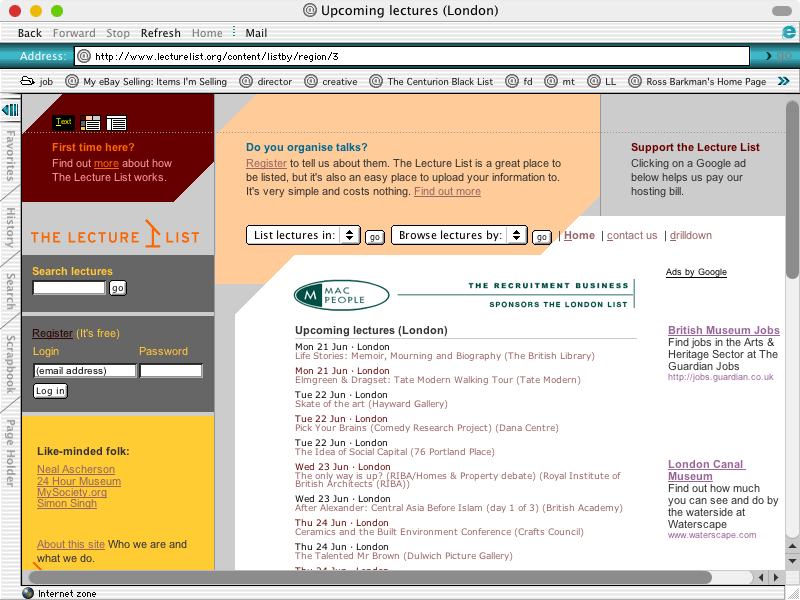 Upcoming lectures (London)
Back Forward Stop Refresh Home Mail
Address: http://www.lecturelist.org/content/listby/region/3 go
job My eBay Selling: Items I'm Selling director creative The Centurion Black List fd mt LL Ross Barkman's Home Page
Favorites
History
Search
Scrapbook
Page Holder
Text
First time here?
Find out more about how
The Lecture List works.
Do you organise talks?
Register to tell us about them. The Lecture List is a great place to
be listed, but it's also an easy place to upload your information to.
It's very simple and costs nothing. Find out more
Support the Lecture List
Clicking on a Google ad
below helps us pay our
hosting bill.
THE LECTURE LIST
List lectures in: go Browse lectures by: go | Home | contact us | drilldown
Search lectures
go
Register (It's free)
Login Password
(email address)
Log in
Like-minded folk:
Neal Ascherson
24 Hour Museum
MySociety.org
Simon Singh
About this site Who we are and
what we do.
M MAC
PEOPLE
THE RECRUITMENT BUSINESS
SPONSORS THE LONDON LIST
Upcoming lectures (London)
Mon 21 Jun · London
Life Stories: Memoir, Mourning and Biography (The British Library)
Mon 21 Jun · London
Elmgreen & Dragset: Tate Modern Walking Tour (Tate Modern)
Tue 22 Jun · London
Skate of the art (Hayward Gallery)
Tue 22 Jun · London
Pick Your Brains (Comedy Research Project) (Dana Centre)
Tue 22 Jun · London
The Idea of Social Capital (76 Portland Place)
Wed 23 Jun · London
The only way is up? (RIBA/Homes & Property debate) (Royal Institute of
British Architects (RIBA))
Wed 23 Jun · London
After Alexander: Central Asia Before Islam (day 1 of 3) (British Academy)
Thu 24 Jun · London
Ceramics and the Built Environment Conference (Crafts Council)
Thu 24 Jun · London
The Talented Mr Brown (Dulwich Picture Gallery)
Thu 24 Jun · London
Ads by Google
British Museum Jobs
Find jobs in the Arts &
Heritage Sector at The
Guardian Jobs
http://jobs.guardian.co.uk
London Canal
Museum
Find out how much
you can see and do by
the waterside at
Waterscape
www.waterscape.com
Internet zone